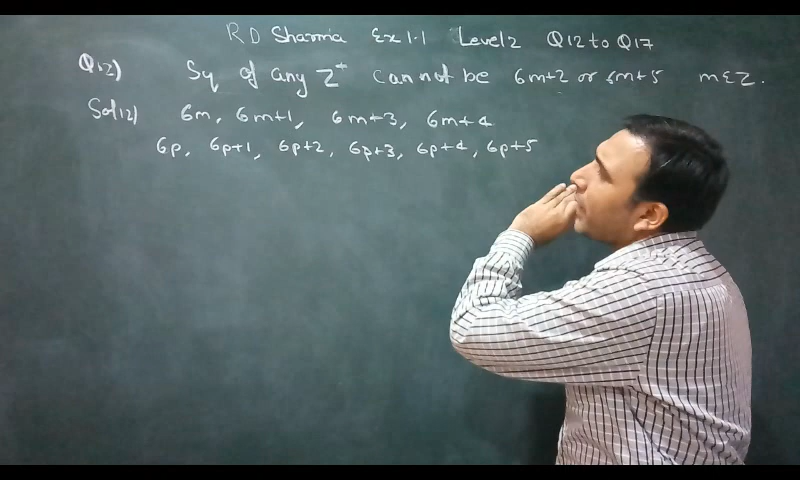 RD Sharma Ex 1.1 Level 2 Q12 to Q17
Q12) Sq of any Z⁺ cannot be 6m+2 or 6m+5 m∈Z.
Sol12) 6m, 6m+1, 6m+3, 6m+4
6p, 6p+1, 6p+2, 6p+3, 6p+4, 6p+5